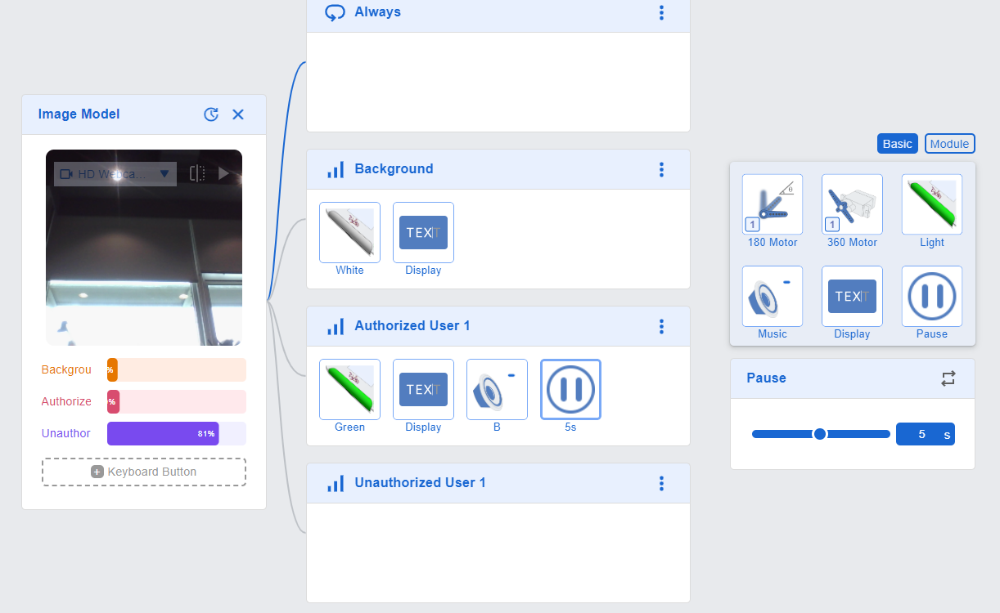 Always
Image Model
HD Webca...
Background
White
TEXT
Display
Authorized User 1
Green
TEXT
Display
B
5s
Unauthorized User 1
Backgrou
%
Authorize
%
Unauthor
81%
+ Keyboard Button
Basic
Module
θ
1
180 Motor
1
360 Motor
Light
Music
TEXT
Display
Pause
Pause
5 s